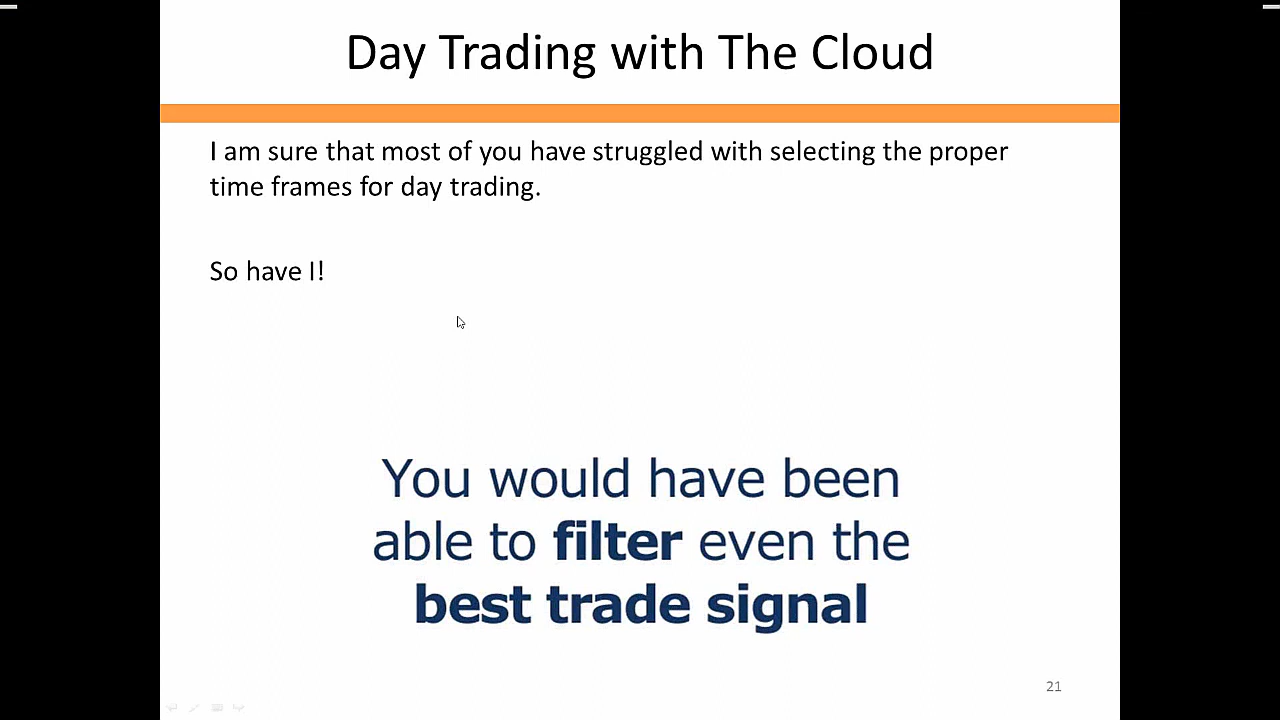 Day Trading with The Cloud
I am sure that most of you have struggled with selecting the proper
time frames for day trading.
So have I!
You would have been
able to filter even the
best trade signal
21